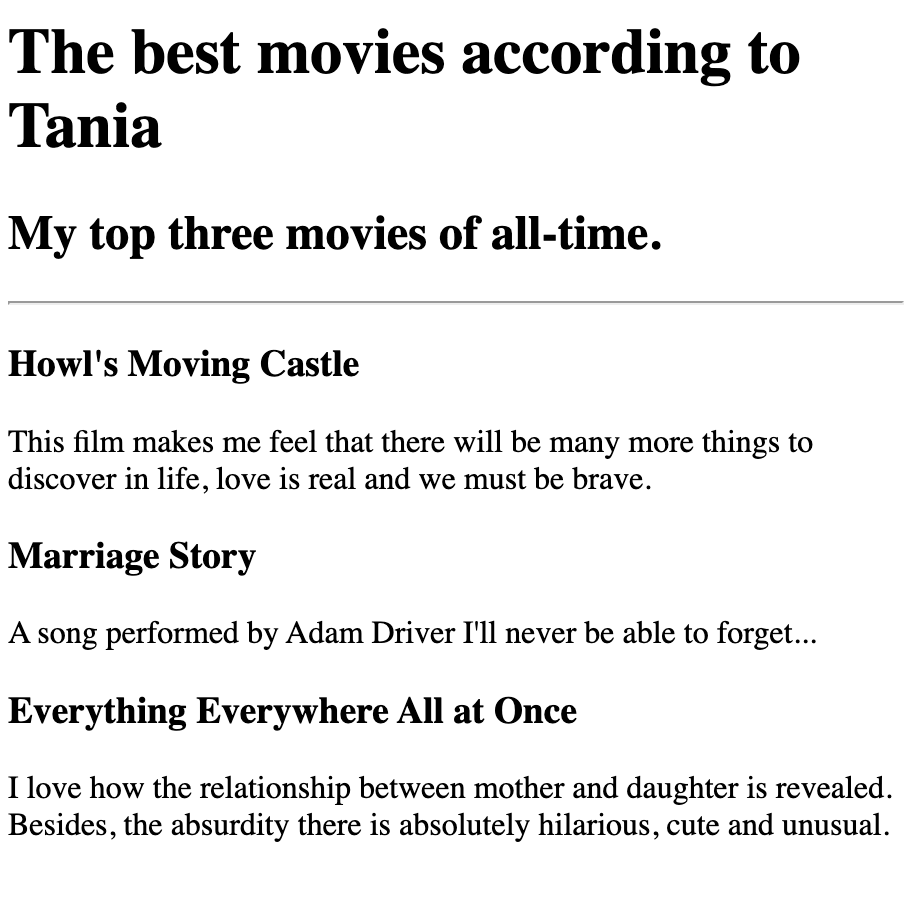 The best movies according to
Tania
My top three movies of all-time.
Howl's Moving Castle
This film makes me feel that there will be many more things to
discover in life, love is real and we must be brave.
Marriage Story
A song performed by Adam Driver I'll never be able to forget...
Everything Everywhere All at Once
I love how the relationship between mother and daughter is revealed.
Besides, the absurdity there is absolutely hilarious, cute and unusual.